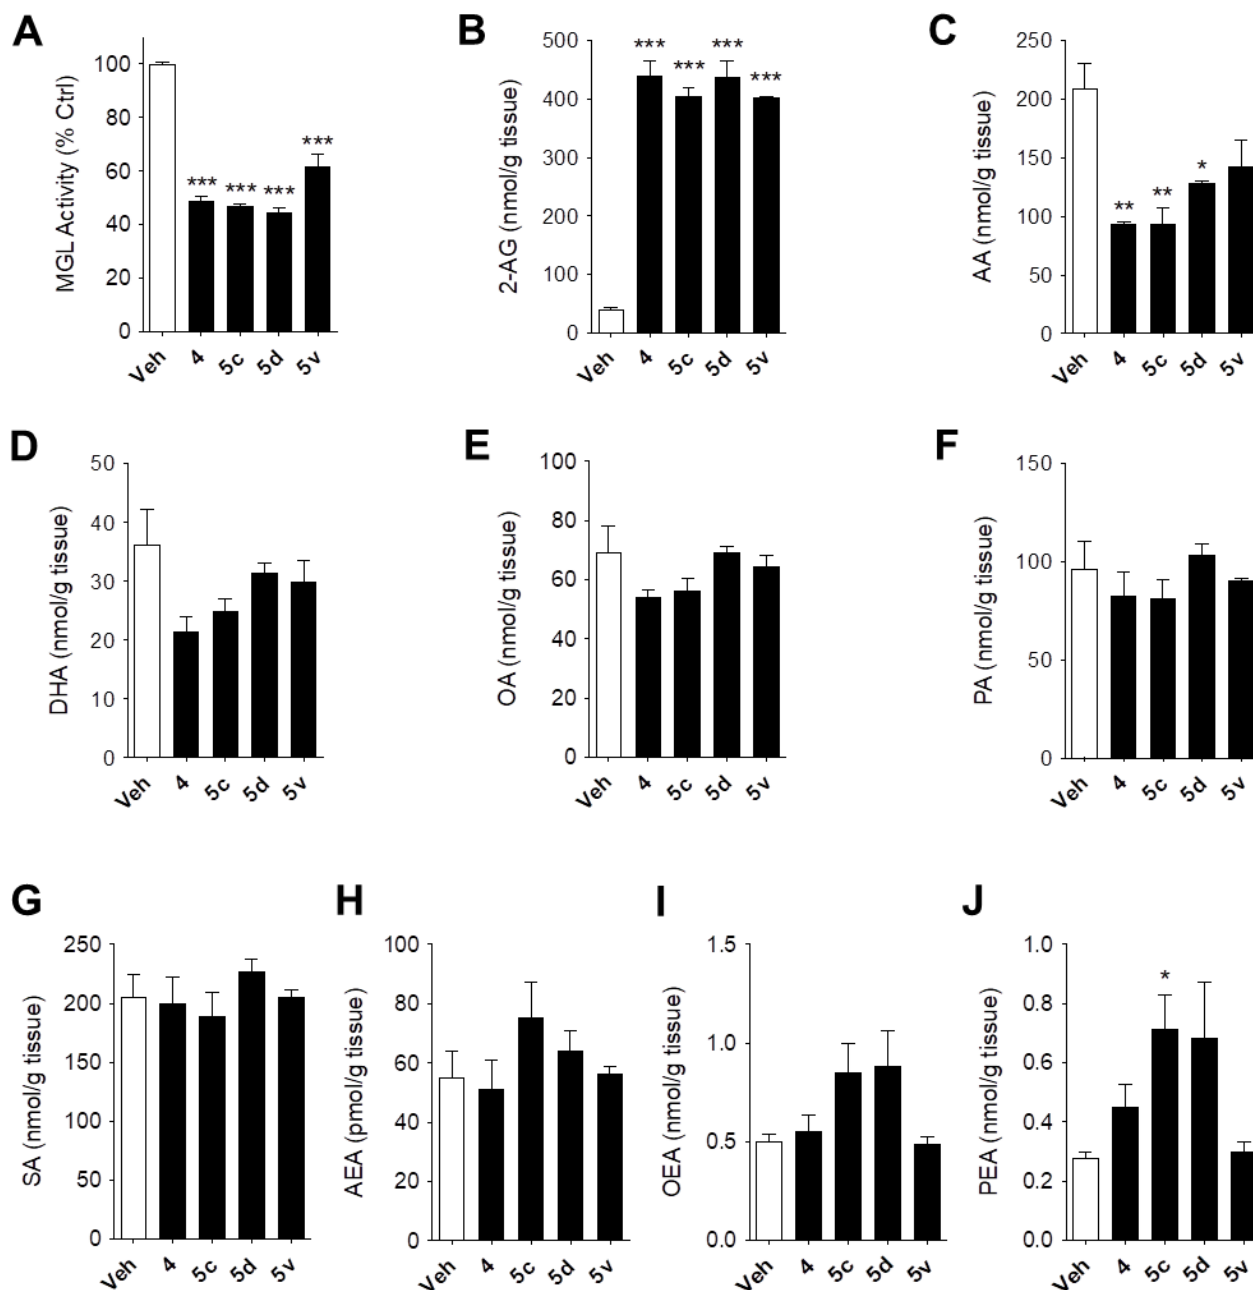 A
MGL Activity (% Ctrl)
100
80
60
40
20
0
*** *** *** ***
Veh 4 5c 5d 5v
B
2-AG (nmol/g tissue)
500
400
300
200
100
0
*** *** *** ***
Veh 4 5c 5d 5v
C
AA (nmol/g tissue)
250
200
150
100
50
0
** ** *
Veh 4 5c 5d 5v
D
DHA (nmol/g tissue)
50
40
30
20
10
0
Veh 4 5c 5d 5v
E
OA (nmol/g tissue)
100
80
60
40
20
0
Veh 4 5c 5d 5v
F
PA (nmol/g tissue)
150
100
50
0
Veh 4 5c 5d 5v
G
SA (nmol/g tissue)
250
200
150
100
50
0
Veh 4 5c 5d 5v
H
AEA (pmol/g tissue)
100
80
60
40
20
0
Veh 4 5c 5d 5v
I
OEA (nmol/g tissue)
1.5
1.0
0.5
0.0
Veh 4 5c 5d 5v
J
PEA (nmol/g tissue)
1.0
0.8
0.6
0.4
0.2
0.0
*
Veh 4 5c 5d 5v